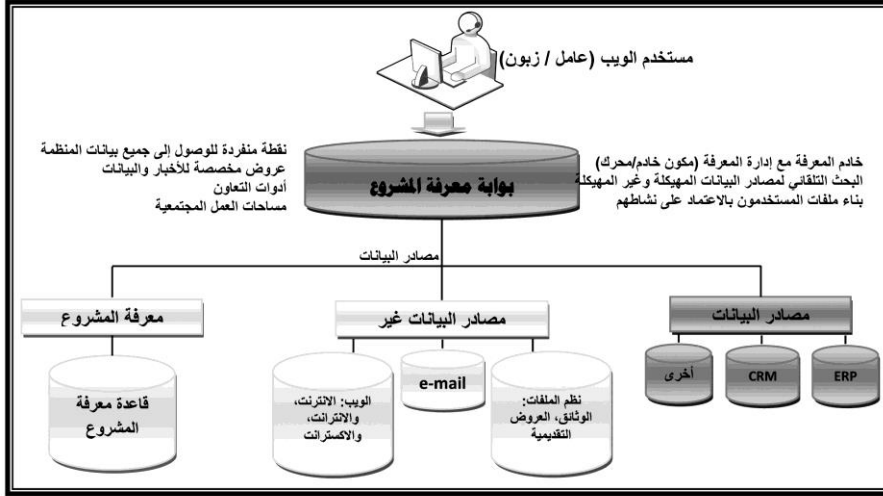 مستخدم الويب (عامل / زبون)
خادم المعرفة مع إدارة المعرفة (مكون خادم/محرك)
البحث التلقائي لمصادر البيانات المهيكلة وغير المهيكلة
بناء ملفات المستخدمون بالاعتماد على نشاطهم
بوابة معرفة المشروع
نقطة منفردة للوصول إلى جميع بيانات المنظمة
عروض مخصصة للأخبار والبيانات
أدوات التعاون
مساحات العمل المجتمعية
مصادر البيانات
مصادر البيانات
مصادر البيانات غير
معرفة المشروع
ERP
CRM
أخرى
نظم الملفات:
الوثائق، العروض
التقديمية
e-mail
الويب: الانترنت،
والانترانت،
والاكسترانت
قاعدة معرفة
المشروع